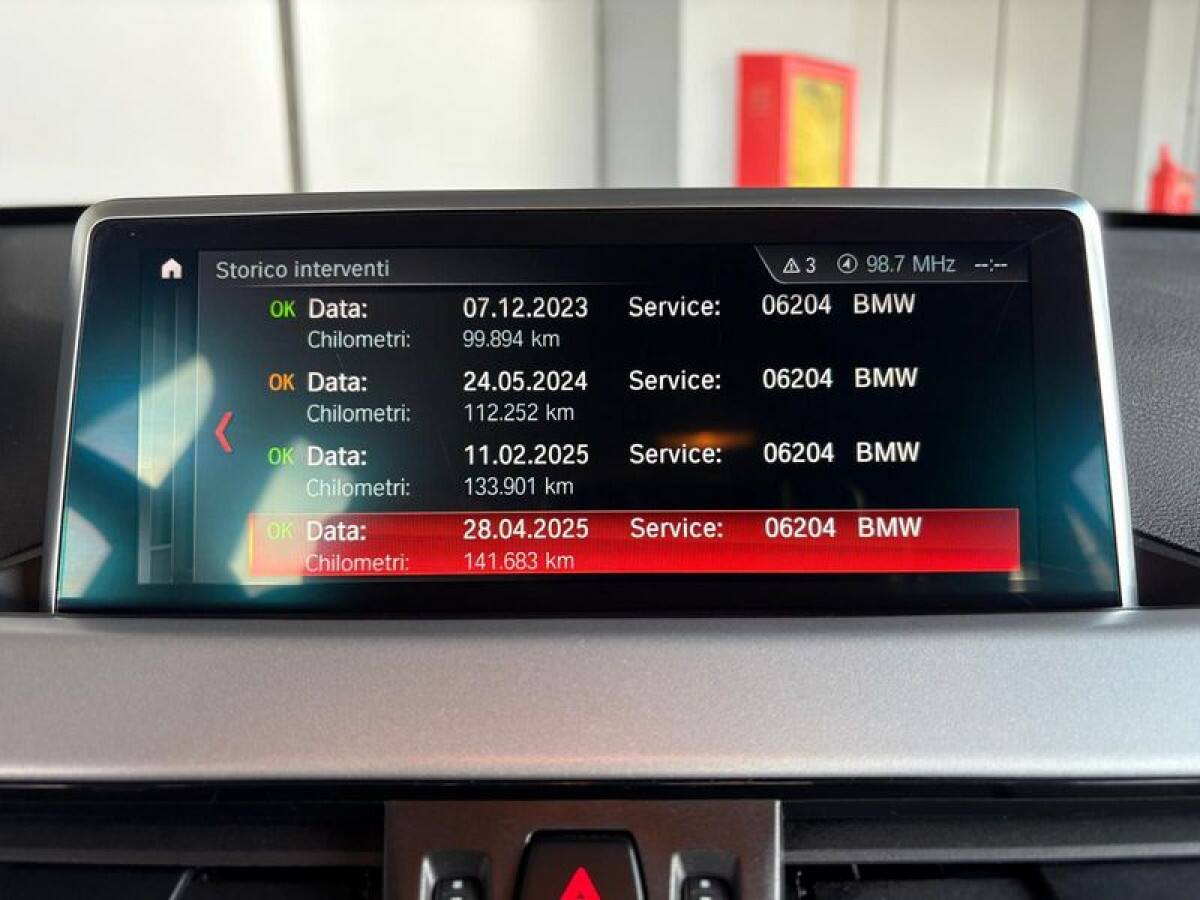 Storico interventi 3 98.7 MHz --:--
OK Data: 07.12.2023 Service: 06204 BMW
Chilometri: 99.894 km
OK Data: 24.05.2024 Service: 06204 BMW
Chilometri: 112.252 km
OK Data: 11.02.2025 Service: 06204 BMW
Chilometri: 133.901 km
OK Data: 28.04.2025 Service: 06204 BMW
Chilometri: 141.683 km